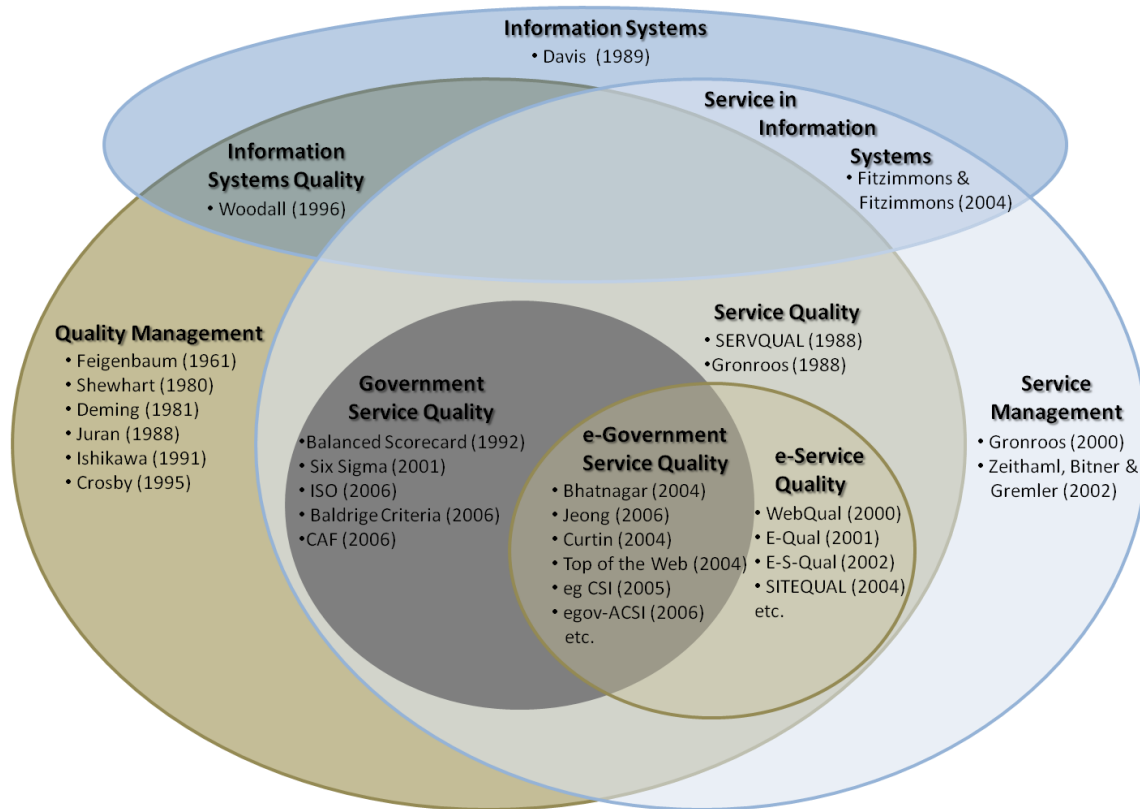 Information Systems
• Davis (1989)
Service in
Information
Systems
• Fitzimmons &
Fitzimmons (2004)
Information
Systems Quality
• Woodall (1996)
Quality Management
• Feigenbaum (1961)
• Shewhart (1980)
• Deming (1981)
• Juran (1988)
• Ishikawa (1991)
• Crosby (1995)
Service Quality
• SERVQUAL (1988)
•Gronroos (1988)
Government
Service Quality
•Balanced Scorecard (1992)
• Six Sigma (2001)
• ISO (2006)
• Baldrige Criteria (2006)
•CAF (2006)
e-Government
Service Quality
• Bhatnagar (2004)
• Jeong (2006)
• Curtin (2004)
• Top of the Web (2004)
• eg CSI (2005)
• egov-ACSI (2006)
etc.
e-Service
Quality
• WebQual (2000)
• E-Qual (2001)
• E-S-Qual (2002)
• SITEQUAL (2004)
etc.
Service
Management
• Gronroos (2000)
• Zeithaml, Bitner &
Gremler (2002)